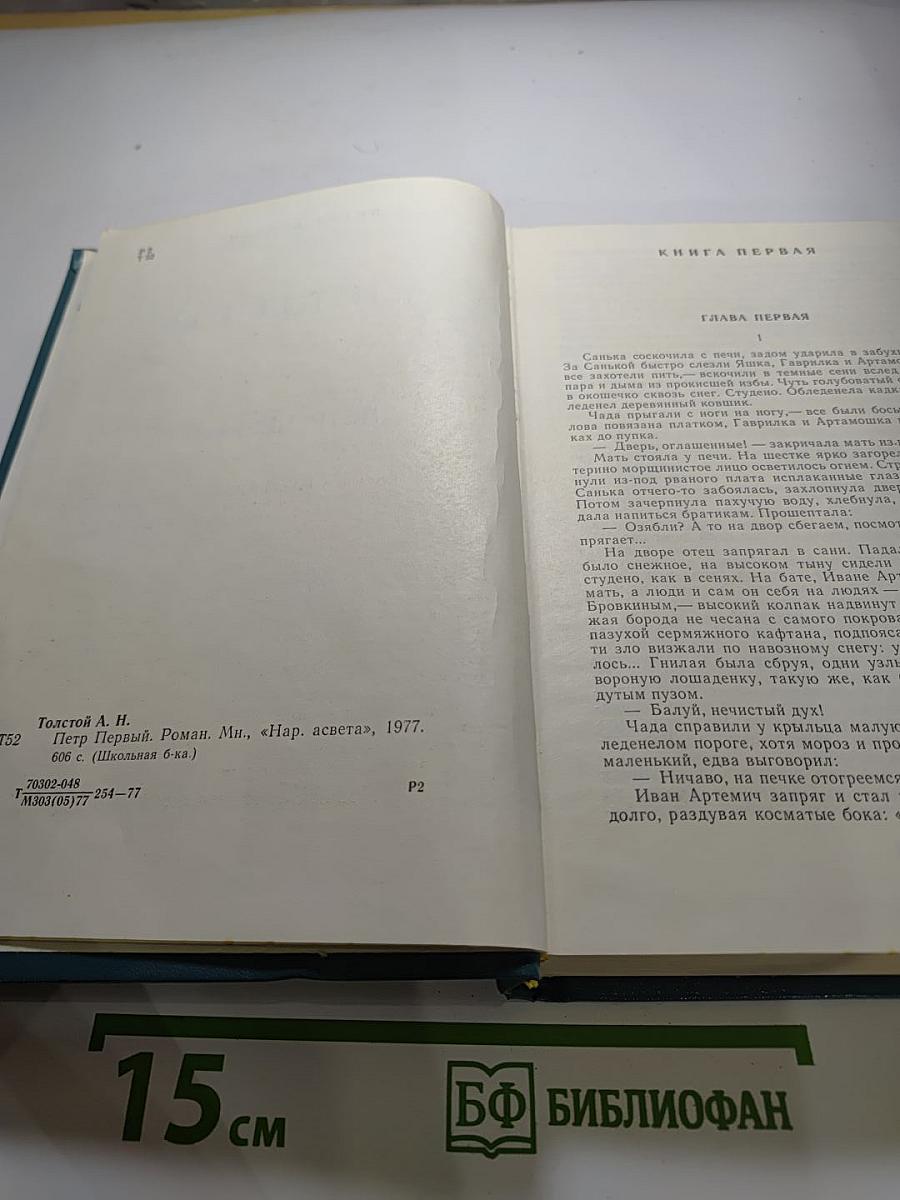 Р2
Т52
Толстой А. Н.
Т52 Петр Первый. Роман. Мн., «Нар. асвета», 1977.
606 с. (Школьная б-ка.)
Т 70302-048
М303(05)77 254—77
Р2
КНИГА ПЕРВАЯ
ГЛАВА ПЕРВАЯ
1
Санька соскочила с печи, задом ударила в забух
За Санькой быстро слезли Яшка, Гаврилка и Артамо
все захотели пить,— вскочили в темные сени вслед
пара и дыма из прокисшей избы. Чуть голубоватый
в окошечко сквозь снег. Студено. Обледенела кадк
леденел деревянный ковшик.
Чада прыгали с ноги на ногу,— все были босы
лова повязана платком, Гаврилка и Артамошка
ках до пупка.
— Дверь, оглашенные! — закричала мать из
Мать стояла у печи. На шестке ярко загорел
терино морщинистое лицо осветилось огнем. Стр
нули из-под рваного плата исплаканные глаз
Санька отчего-то забоялась, захлопнула двер
Потом зачерпнула пахучую воду, хлебнула,
дала напиться братикам. Прошептала:
— Озябли? А то на двор сбегаем, посмот
прягает...
На дворе отец запрягал в сани. Пада
было снежное, на высоком тыну сидели
студено, как в сенях. На бате, Иване Арт
мать, а люди и сам он себя на людях —
Бровкиным,— высокий колпак надвинут
жая борода не чесана с самого покрова
пазухой сермяжного кафтана, подпояса
ти зло визжали по навозному снегу: у
лось... Гнилая была сбруя, одни узл
вороную лошаденку, такую же, как
дутым пузом.
— Балуй, нечистый дух!
Чада справили у крыльца малую
леденелом пороге, хотя мороз и про
маленький, едва выговорил:
— Ничаво, на печке отогреемся
Иван Артемич запряг и стал
долго, раздувая косматые бока: «
15 см
БФ БИБЛИОФАН